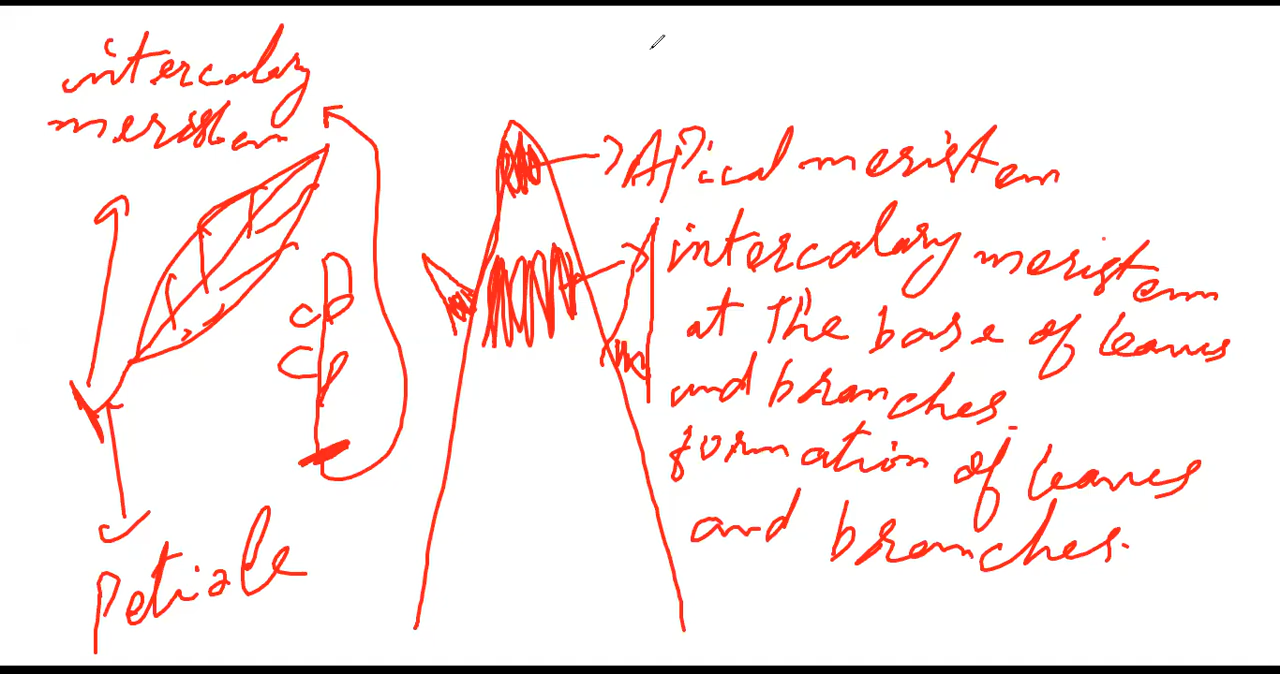 intercalary
meristem
Apical meristem
intercalary meristem
at the base of leaves
and branches.
formation of leaves
and branches.
Petiole